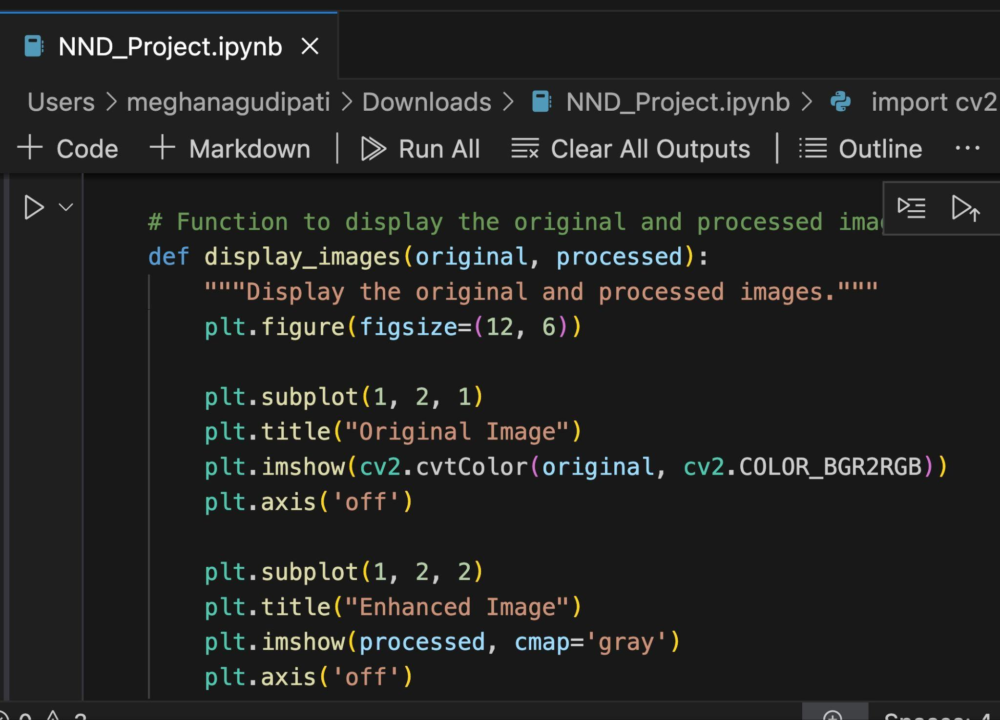 NND_Project.ipynb
Users > meghanagudipati > Downloads > NND_Project.ipynb > import cv2
+ Code + Markdown | Run All Clear All Outputs | Outline ...
# Function to display the original and processed
def display_images(original, processed):
"""Display the original and processed images."""
plt.figure(figsize=(12, 6))
plt.subplot(1, 2, 1)
plt.title("Original Image")
plt.imshow(cv2.cvtColor(original, cv2.COLOR_BGR2RGB))
plt.axis('off')
plt.subplot(1, 2, 2)
plt.title("Enhanced Image")
plt.imshow(processed, cmap='gray')
plt.axis('off')